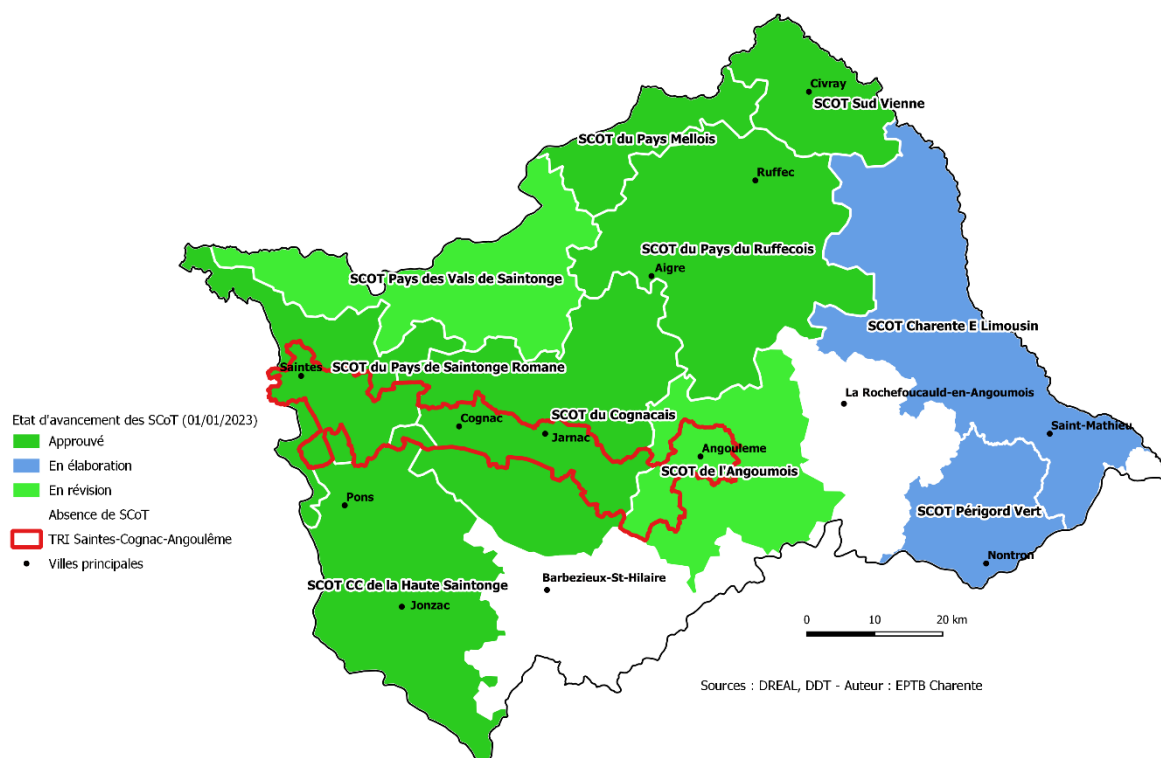 Civray
SCOT Sud Vienne
SCOT du Pays Mellois
Ruffec
SCOT du Pays du Ruffecois
Aigre
SCOT Pays des Vals de Saintonge
SCOT Charente E Limousin
Saintes
SCOT du Pays de Saintonge Romane
La Rochefoucauld-en-Angoumois
Etat d'avancement des SCoT (01/01/2023)
Approuvé
En élaboration
En révision
Absence de SCoT
TRI Saintes-Cognac-Angoulême
Villes principales
Cognac
SCOT du Cognacais
Jarnac
Saint-Mathieu
Angouleme
SCOT de l'Angoumois
Pons
SCOT Périgord Vert
Nontron
Barbezieux-St-Hilaire
SCOT CC de la Haute Saintonge
Jonzac
0 10 20 km
Sources : DREAL, DDT - Auteur : EPTB Charente